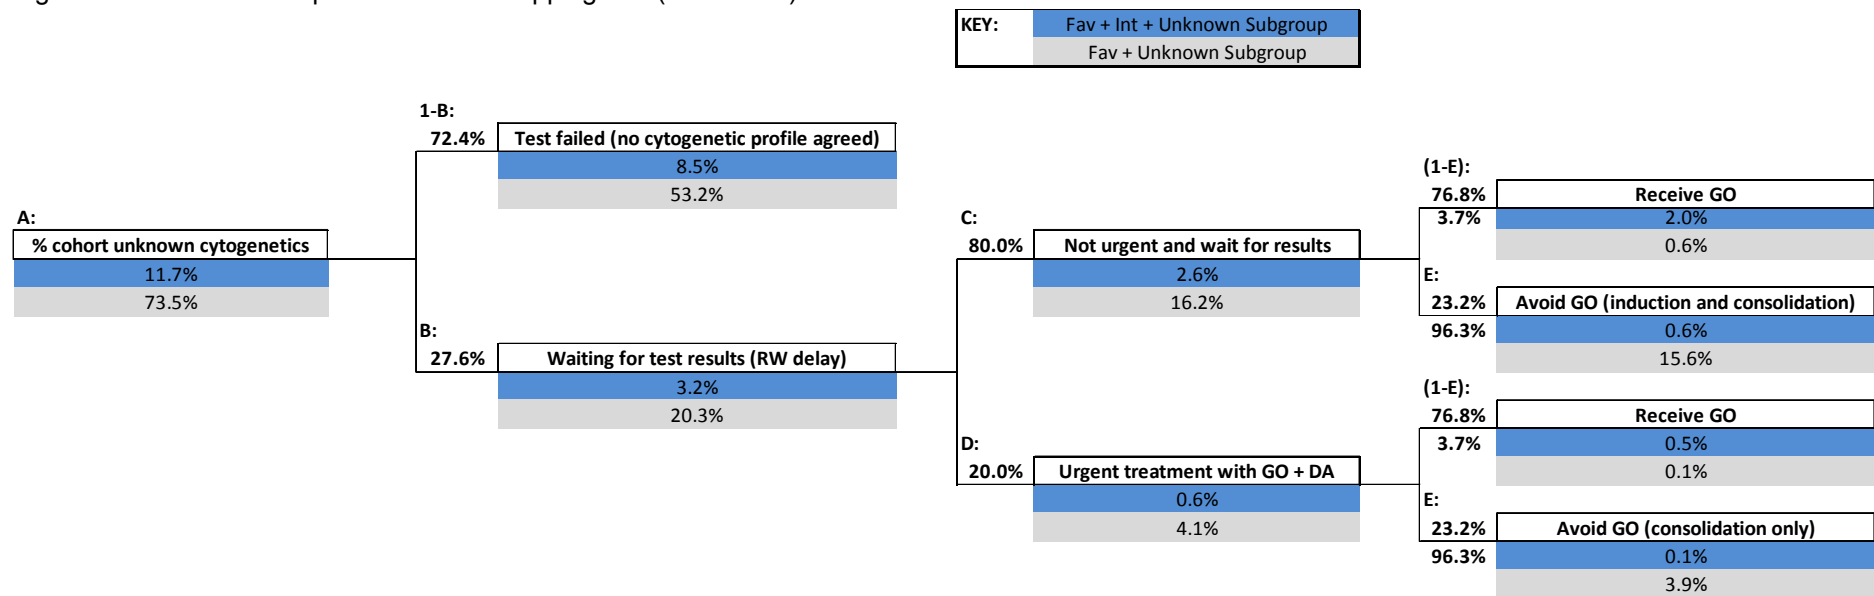 KEY: Fav + Int + Unknown Subgroup
Fav + Unknown Subgroup
1-B:
72.4% Test failed (no cytogenetic profile agreed)
8.5%
53.2%
A:
% cohort unknown cytogenetics
11.7%
73.5%
B:
27.6% Waiting for test results (RW delay)
3.2%
20.3%
C:
80.0% Not urgent and wait for results
2.6%
16.2%
D:
20.0% Urgent treatment with GO + DA
0.6%
4.1%
(1-E):
76.8% Receive GO
3.7% 2.0%
0.6%
E:
23.2% Avoid GO (induction and consolidation)
96.3% 0.6%
15.6%
(1-E):
76.8% Receive GO
3.7% 0.5%
0.1%
E:
23.2% Avoid GO (consolidation only)
96.3% 0.1%
3.9%